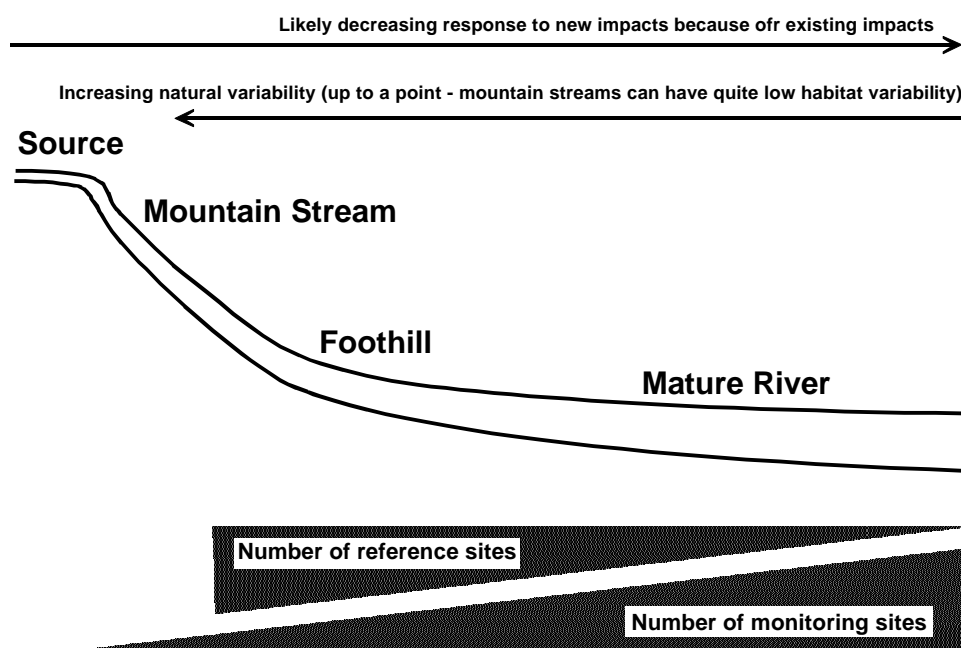 Likely decreasing response to new impacts because ofr existing impacts
Increasing natural variability (up to a point - mountain streams can have quite low habitat variability)
Source
Mountain Stream
Foothill
Mature River
Number of reference sites
Number of monitoring sites